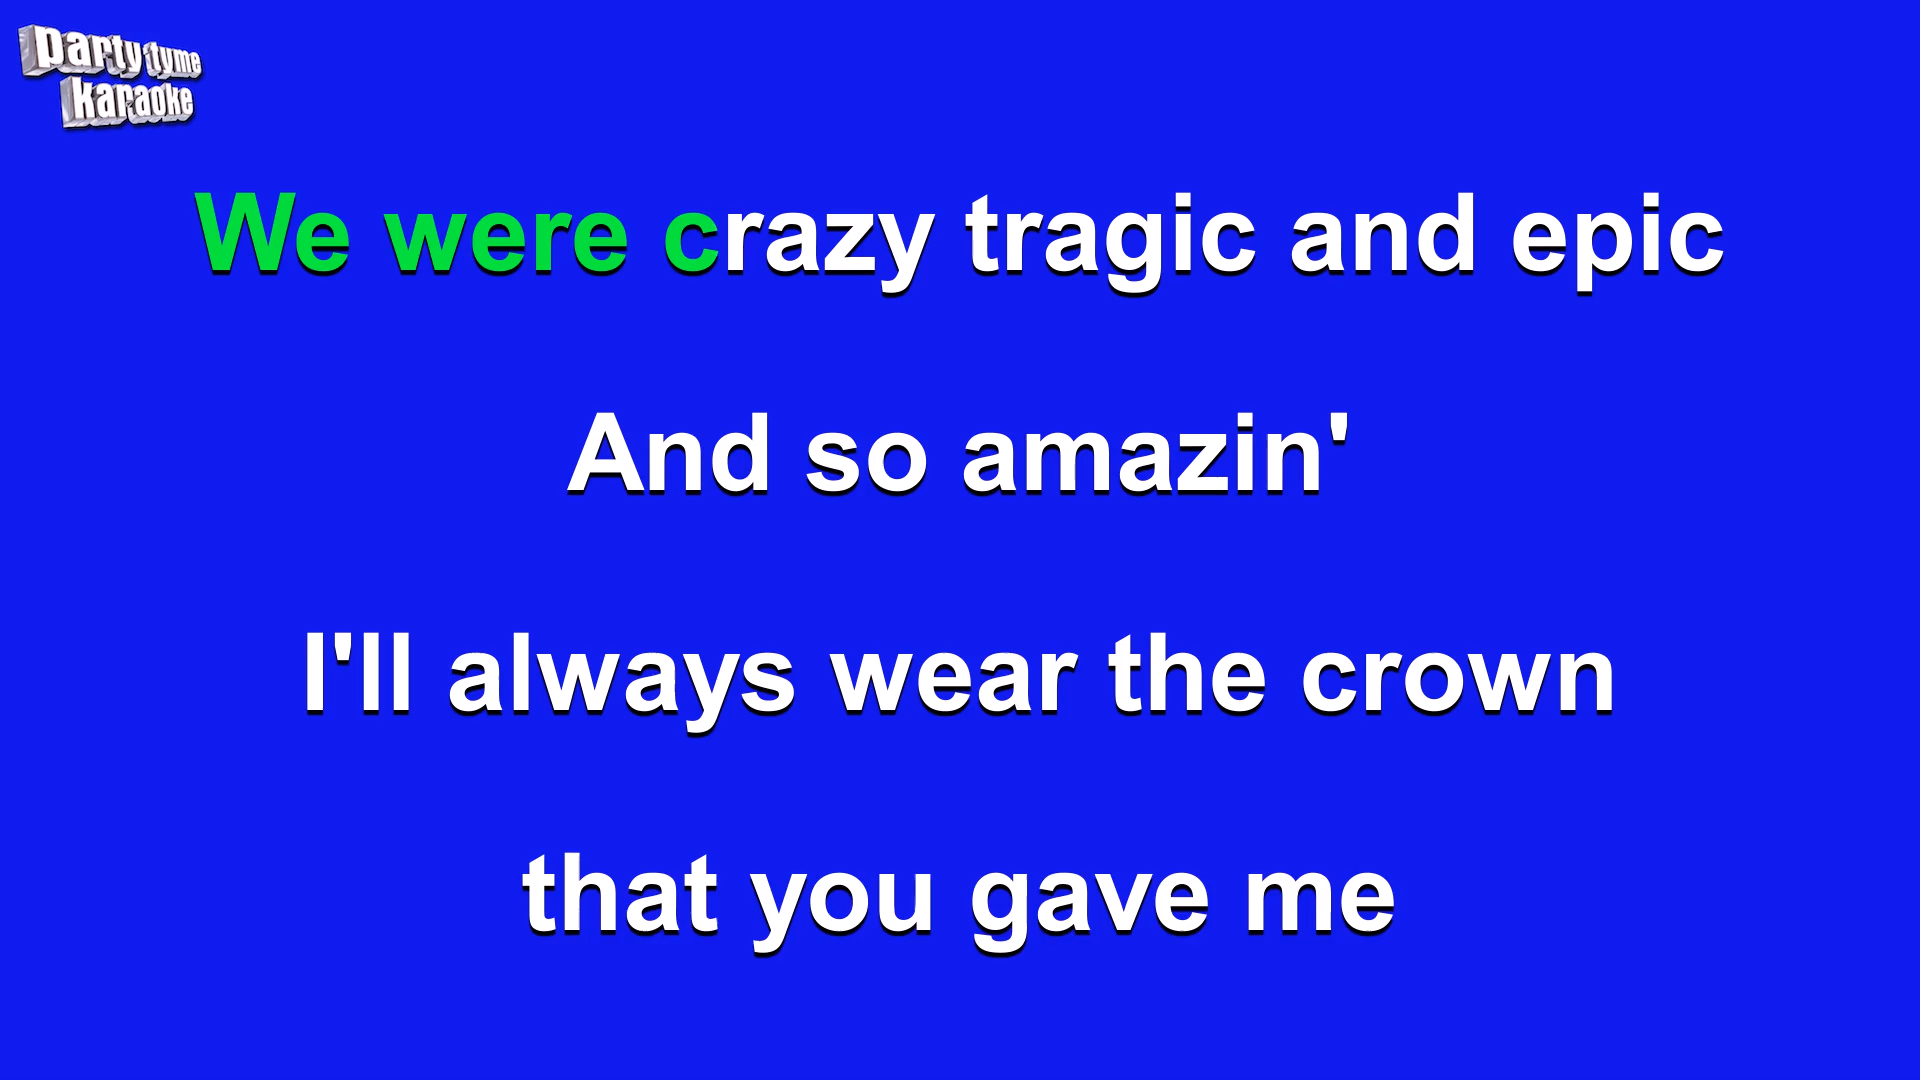 party tyme
karaoke
We were crazy tragic and epic
And so amazin'
I'll always wear the crown
that you gave me